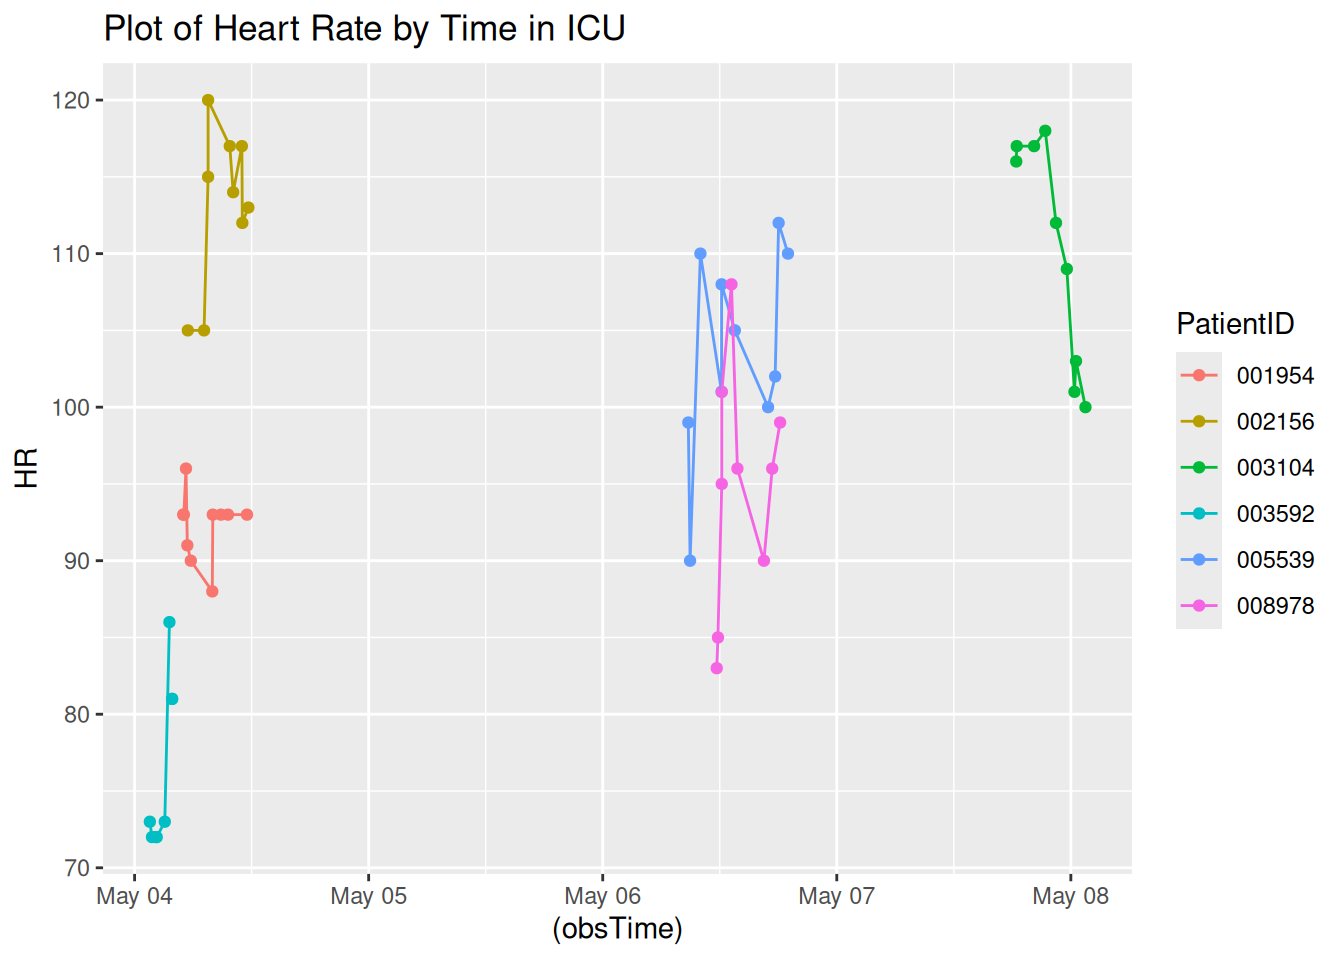 Plot of Heart Rate by Time in ICU
120
110
100
90
80
70
HR
May 04
May 05
May 06
May 07
May 08
(obsTime)
PatientID
001954
002156
003104
003592
005539
008978